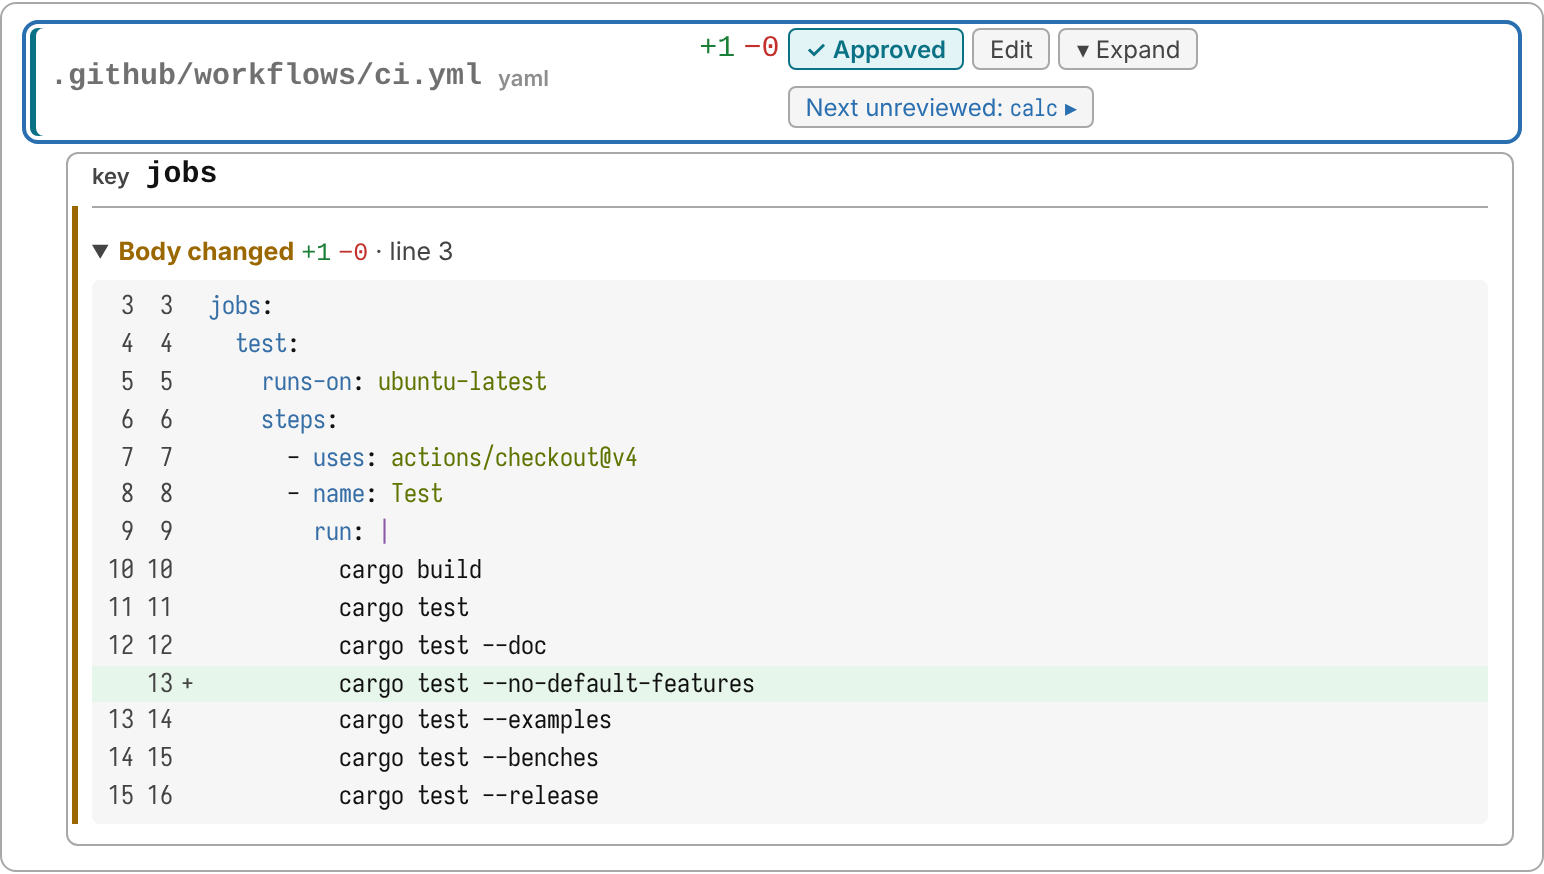 .github/workflows/ci.yml yaml +1 −0 ✓ Approved Edit ▾ Expand
Next unreviewed: calc ▸
key jobs
▼ Body changed +1 −0 · line 3
3 3 jobs:
4 4 test:
5 5 runs-on: ubuntu-latest
6 6 steps:
7 7 - uses: actions/checkout@v4
8 8 - name: Test
9 9 run: |
10 10 cargo build
11 11 cargo test
12 12 cargo test --doc
13 + cargo test --no-default-features
13 14 cargo test --examples
14 15 cargo test --benches
15 16 cargo test --release